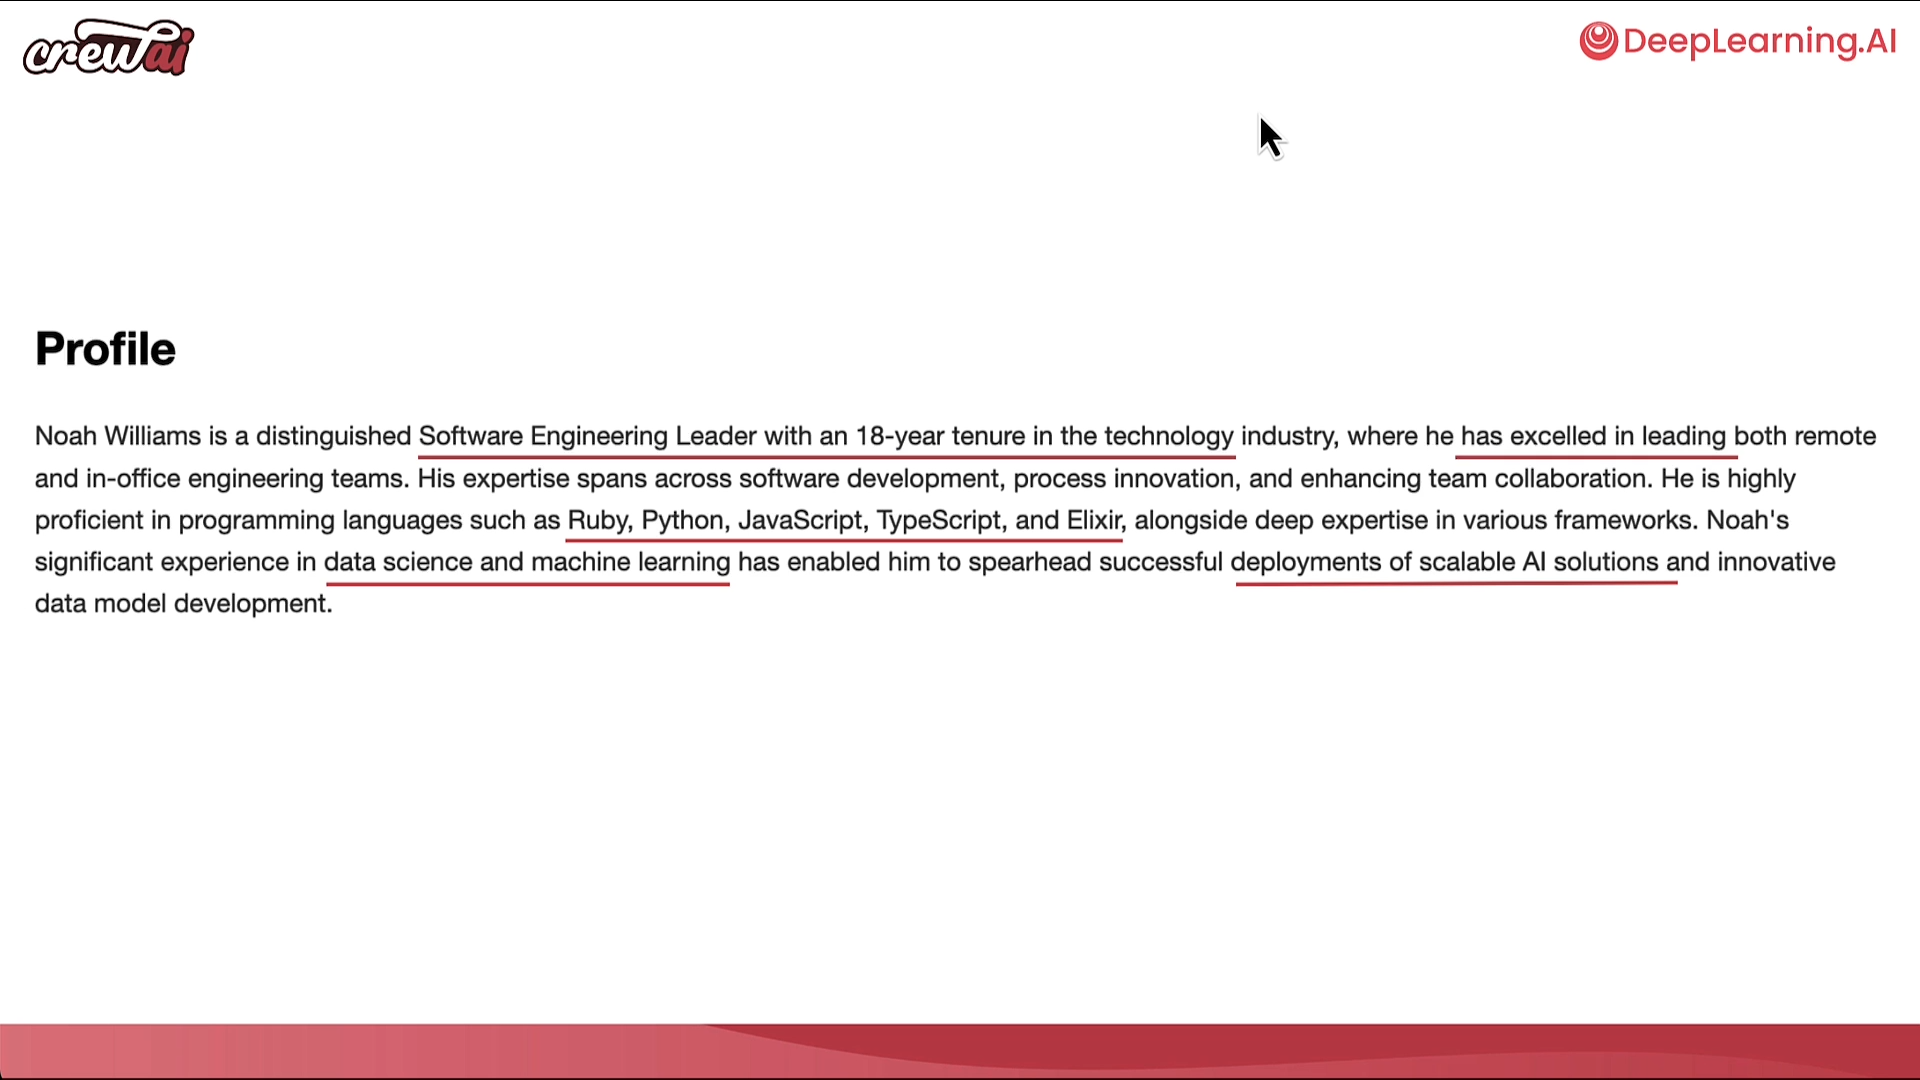 crewai
DeepLearning.AI
Profile
Noah Williams is a distinguished Software Engineering Leader with an 18-year tenure in the technology industry, where he has excelled in leading both remote
and in-office engineering teams. His expertise spans across software development, process innovation, and enhancing team collaboration. He is highly
proficient in programming languages such as Ruby, Python, JavaScript, TypeScript, and Elixir, alongside deep expertise in various frameworks. Noah's
significant experience in data science and machine learning has enabled him to spearhead successful deployments of scalable AI solutions and innovative
data model development.